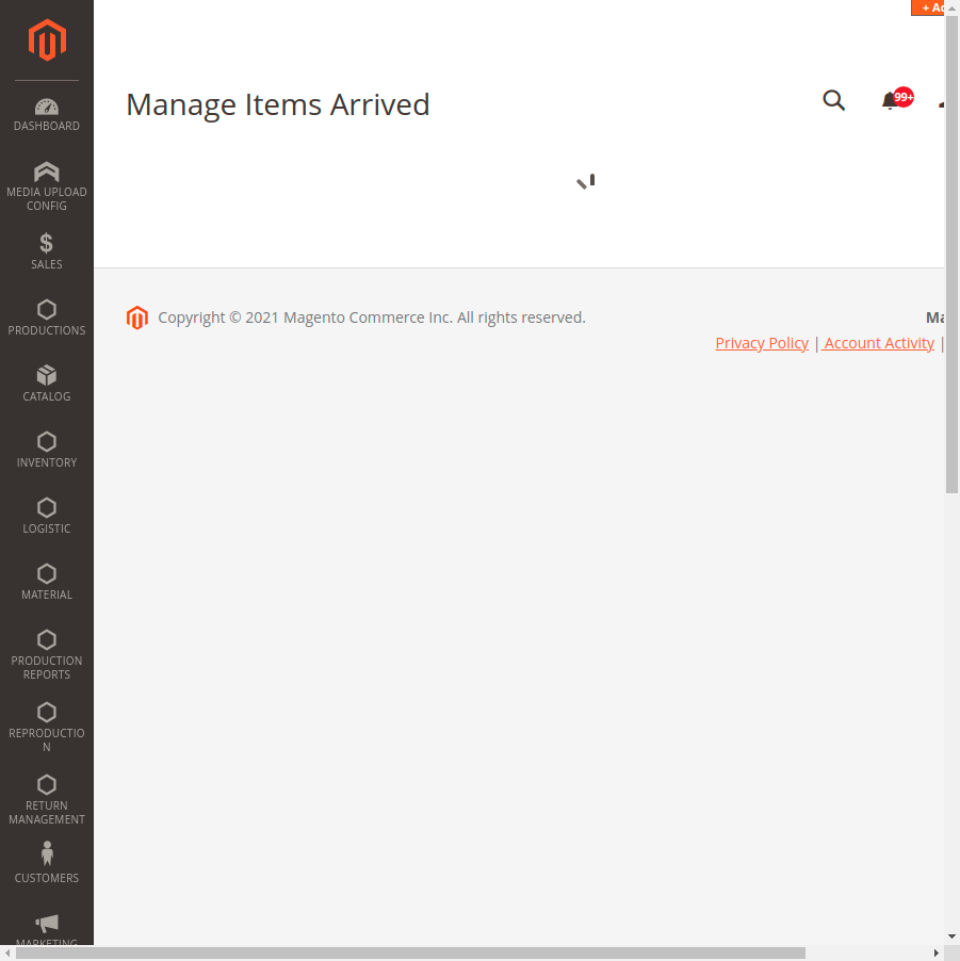 + Ad
DASHBOARD
MEDIA UPLOAD
CONFIG
SALES
PRODUCTIONS
CATALOG
INVENTORY
LOGISTIC
MATERIAL
PRODUCTION
REPORTS
REPRODUCTIO
N
RETURN
MANAGEMENT
CUSTOMERS
MARKETING
Manage Items Arrived
99+
Copyright © 2021 Magento Commerce Inc. All rights reserved.
Ma
Privacy Policy | Account Activity |